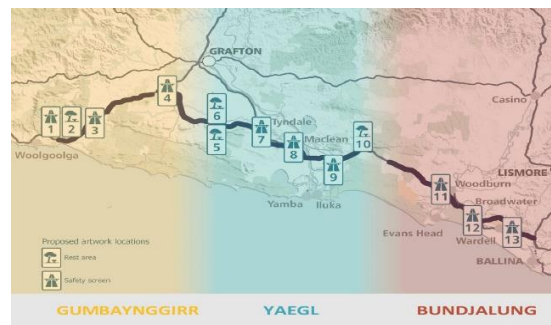 GRAFTON
Casino
4
6
1
2
3
Tyndale
5
7
Maclean
8
10
Woolgoolga
9
LISMORE
Woodburn
11
Broadwater
Yamba
Iluka
Evans Head
12
13
Wardell
Proposed artwork locations
BALLINA
Rest area
Safety screen
GUMBAYNGGIRR
YAEGL
BUNDJALUNG